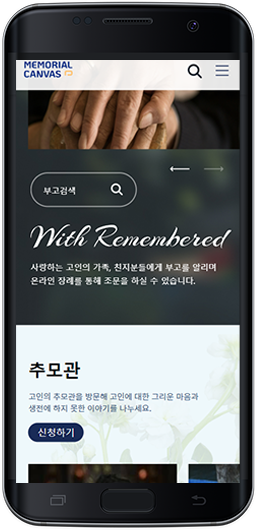 MEMORIAL
CANVAS
부고검색
With Remembered
사랑하는 고인의 가족, 친지분들에게 부고를 알리며
온라인 장례를 통해 조문을 하실 수 있습니다.
추모관
고인의 추모관을 방문해 고인에 대한 그리운 마음과
생전에 하지 못한 이야기를 나누세요.
신청하기